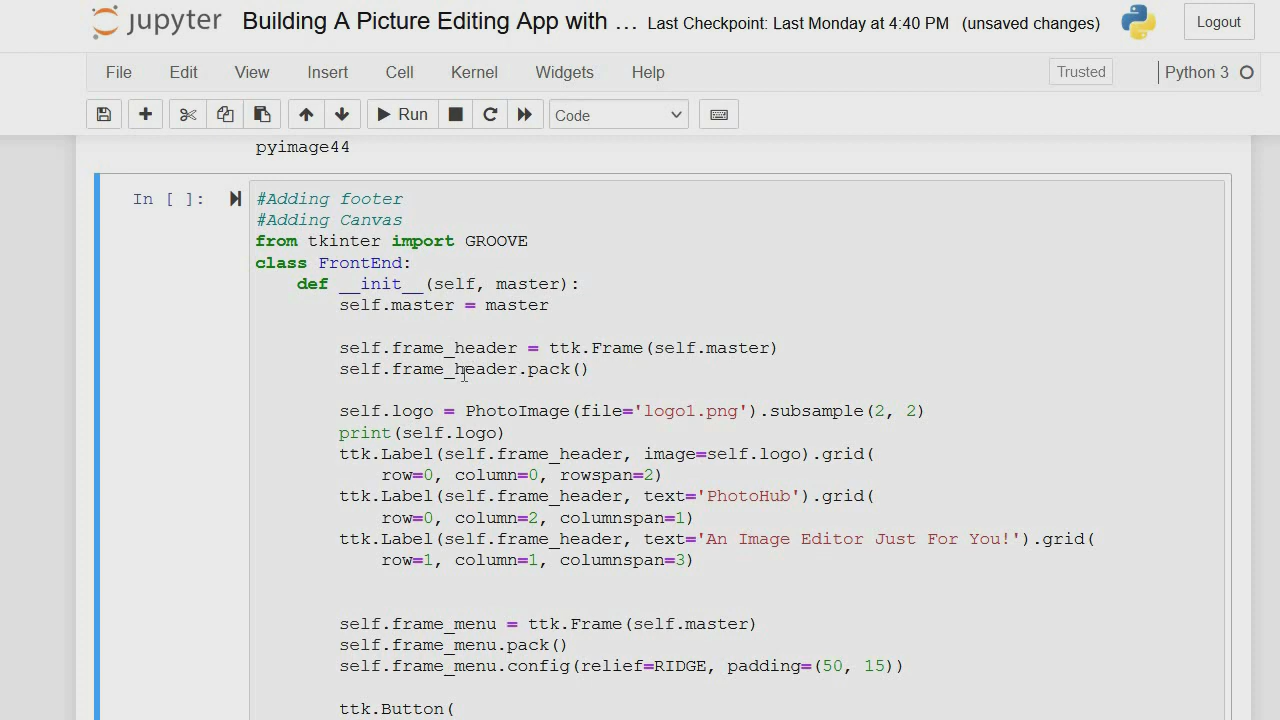 jupyter Building A Picture Editing App with ... Last Checkpoint: Last Monday at 4:40 PM (unsaved changes) Logout
File Edit View Insert Cell Kernel Widgets Help Trusted Python 3
Run Code
pyimage44
In [ ]: #Adding footer
#Adding Canvas
from tkinter import GROOVE
class FrontEnd:
    def __init__(self, master):
        self.master = master
        self.frame_header = ttk.Frame(self.master)
        self.frame_header.pack()
        self.logo = PhotoImage(file='logo1.png').subsample(2, 2)
        print(self.logo)
        ttk.Label(self.frame_header, image=self.logo).grid(
            row=0, column=0, rowspan=2)
        ttk.Label(self.frame_header, text='PhotoHub').grid(
            row=0, column=2, columnspan=1)
        ttk.Label(self.frame_header, text='An Image Editor Just For You!').grid(
            row=1, column=1, columnspan=3)
        self.frame_menu = ttk.Frame(self.master)
        self.frame_menu.pack()
        self.frame_menu.config(relief=RIDGE, padding=(50, 15))
        ttk.Button(